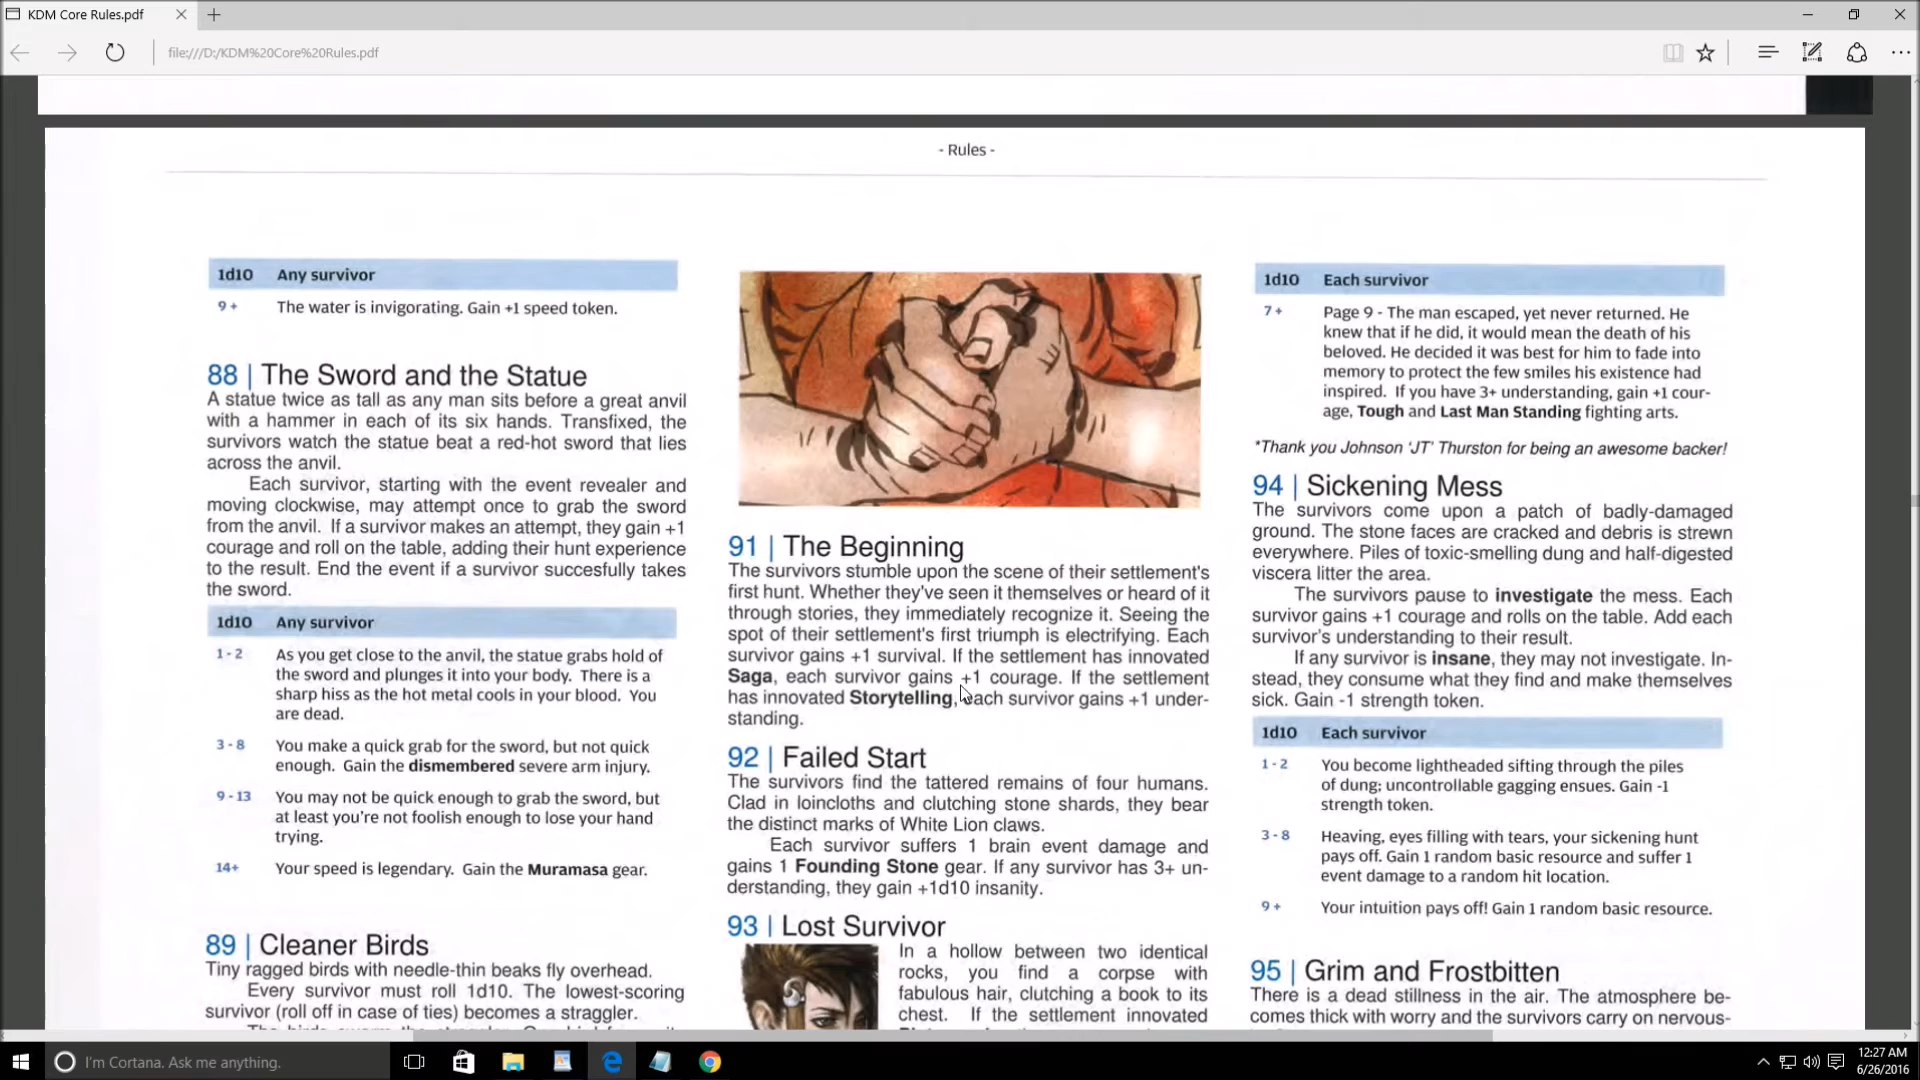 KDM Core Rules.pdf
file:///D:/KDM%20Core%20Rules.pdf
- Rules -
1d10 Any survivor
9 + The water is invigorating. Gain +1 speed token.
88 | The Sword and the Statue
A statue twice as tall as any man sits before a great anvil
with a hammer in each of its six hands. Transfixed, the
survivors watch the statue beat a red-hot sword that lies
across the anvil.
Each survivor, starting with the event revealer and
moving clockwise, may attempt once to grab the sword
from the anvil. If a survivor makes an attempt, they gain +1
courage and roll on the table, adding their hunt experience
to the result. End the event if a survivor succesfully takes
the sword.
1d10 Any survivor
1 - 2 As you get close to the anvil, the statue grabs hold of
the sword and plunges it into your body. There is a
sharp hiss as the hot metal cools in your blood. You
are dead.
3 - 8 You make a quick grab for the sword, but not quick
enough. Gain the dismembered severe arm injury.
9 - 13 You may not be quick enough to grab the sword, but
at least you're not foolish enough to lose your hand
trying.
14+ Your speed is legendary. Gain the Muramasa gear.
89 | Cleaner Birds
Tiny ragged birds with needle-thin beaks fly overhead.
Every survivor must roll 1d10. The lowest-scoring
survivor (roll off in case of ties) becomes a straggler.
91 | The Beginning
The survivors stumble upon the scene of their settlement's
first hunt. Whether they've seen it themselves or heard of it
through stories, they immediately recognize it. Seeing the
spot of their settlement's first triumph is electrifying. Each
survivor gains +1 survival. If the settlement has innovated
Saga, each survivor gains +1 courage. If the settlement
has innovated Storytelling, each survivor gains +1 under-
standing.
92 | Failed Start
The survivors find the tattered remains of four humans.
Clad in loincloths and clutching stone shards, they bear
the distinct marks of White Lion claws.
Each survivor suffers 1 brain event damage and
gains 1 Founding Stone gear. If any survivor has 3+ un-
derstanding, they gain +1d10 insanity.
93 | Lost Survivor
In a hollow between two identical
rocks, you find a corpse with
fabulous hair, clutching a book to its
chest. If the settlement innovated
1d10 Each survivor
7 + Page 9 - The man escaped, yet never returned. He
knew that if he did, it would mean the death of his
beloved. He decided it was best for him to fade into
memory to protect the few smiles his existence had
inspired. If you have 3+ understanding, gain +1 cour-
age, Tough and Last Man Standing fighting arts.
*Thank you Johnson 'JT' Thurston for being an awesome backer!
94 | Sickening Mess
The survivors come upon a patch of badly-damaged
ground. The stone faces are cracked and debris is strewn
everywhere. Piles of toxic-smelling dung and half-digested
viscera litter the area.
The survivors pause to investigate the mess. Each
survivor gains +1 courage and rolls on the table. Add each
survivor's understanding to their result.
If any survivor is insane, they may not investigate. In-
stead, they consume what they find and make themselves
sick. Gain -1 strength token.
1d10 Each survivor
1 - 2 You become lightheaded sifting through the piles
of dung; uncontrollable gagging ensues. Gain -1
strength token.
3 - 8 Heaving, eyes filling with tears, your sickening hunt
pays off. Gain 1 random basic resource and suffer 1
event damage to a random hit location.
9 + Your intuition pays off! Gain 1 random basic resource.
95 | Grim and Frostbitten
There is a dead stillness in the air. The atmosphere be-
comes thick with worry and the survivors carry on nervous-
I'm Cortana. Ask me anything.
12:27 AM
6/26/2016